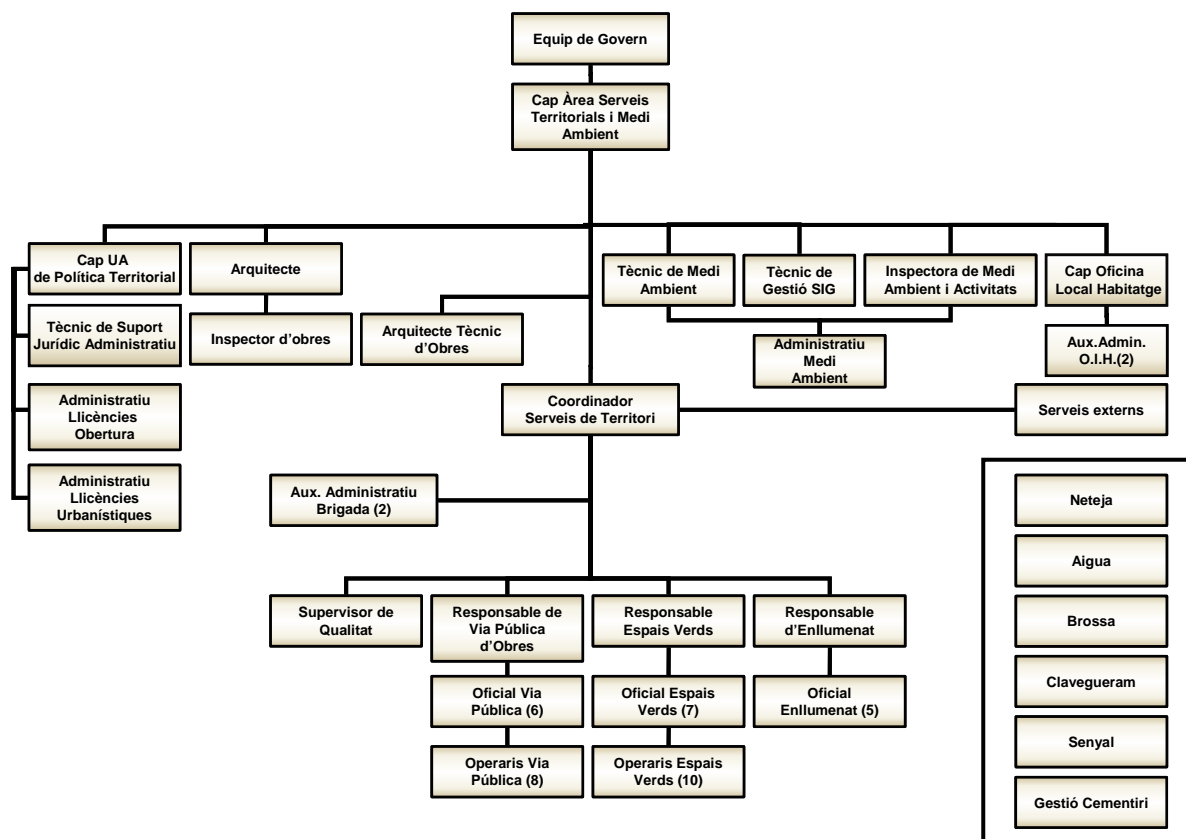 Equip de Govern
Cap Àrea Serveis
Territorials i Medi
Ambient
Cap UA
de Política Territorial
Arquitecte
Tècnic de Medi
Ambient
Tècnic de
Gestió SIG
Inspectora de Medi
Ambient i Activitats
Cap Oficina
Local Habitatge
Tècnic de Suport
Jurídic Administratiu
Inspector d'obres
Arquitecte Tècnic
d'Obres
Administratiu
Medi
Ambient
Aux.Admin.
O.I.H.(2)
Administratiu
Llicències
Obertura
Coordinador
Serveis de Territori
Serveis externs
Administratiu
Llicències
Urbanístiques
Aux. Administratiu
Brigada (2)
Neteja
Aigua
Brossa
Clavegueram
Senyal
Gestió Cementiri
Supervisor de
Qualitat
Responsable de
Via Pública
d'Obres
Responsable
Espais Verds
Responsable
d'Enllumenat
Oficial Via
Pública (6)
Oficial Espais
Verds (7)
Oficial
Enllumenat (5)
Operaris Via
Pública (8)
Operaris Espais
Verds (10)